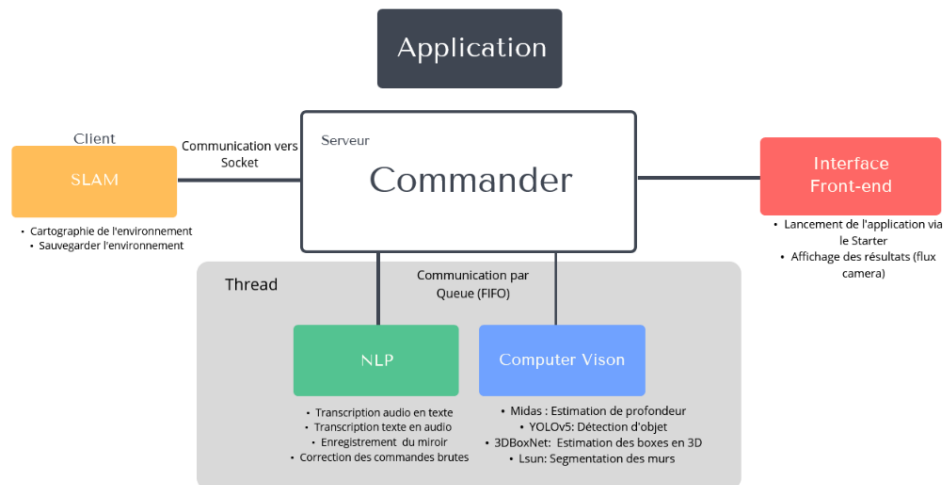 Application
Client
SLAM
• Cartographie de l'environnement
• Sauvegarder l'environnement
Communication vers
Socket
Serveur
Commander
Interface
Front-end
• Lancement de l'application via
le Starter
• Affichage des résultats (flux
camera)
Thread
Communication par
Queue (FIFO)
NLP
• Transcription audio en texte
• Transcription texte en audio
• Enregistrement du miroir
• Correction des commandes brutes
Computer Vison
• Midas : Estimation de profondeur
• YOLOv5: Détection d'objet
• 3DBoxNet: Estimation des boxes en 3D
• Lsun: Segmentation des murs